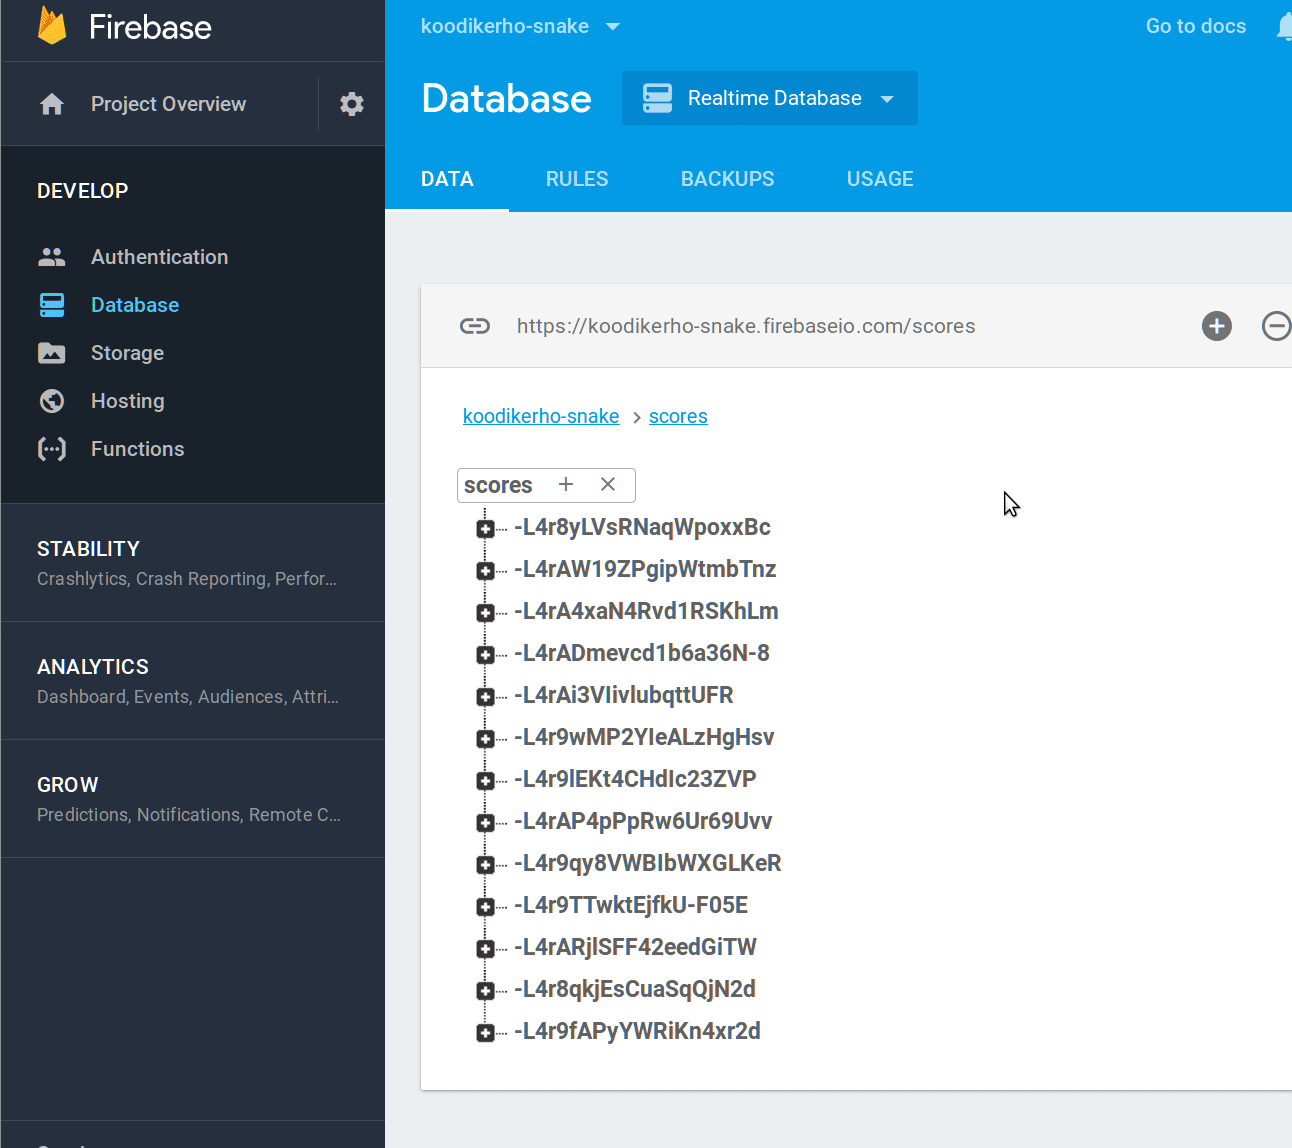 Firebase
Project Overview
DEVELOP
Authentication
Database
Storage
Hosting
Functions
STABILITY
Crashlytics, Crash Reporting, Perfor...
ANALYTICS
Dashboard, Events, Audiences, Attri...
GROW
Predictions, Notifications, Remote C...
koodikerho-snake
Go to docs
Database
Realtime Database
DATA RULES BACKUPS USAGE
https://koodikerho-snake.firebaseio.com/scores
koodikerho-snake > scores
scores + ×
-L4r8yLVsRNaqWpoxxBc
-L4rAW19ZPgipWtmbTnz
-L4rA4xaN4Rvd1RSKhLm
-L4rADmevcd1b6a36N-8
-L4rAi3VIivlubqttUFR
-L4r9wMP2YIeALzHgHsv
-L4r9lEKt4CHdIc23ZVP
-L4rAP4pPpRw6Ur69Uvv
-L4r9qy8VWBIbWXGLKeR
-L4r9TTwktEjfkU-F05E
-L4rARjlSFF42eedGiTW
-L4r8qkjEsCuaSqQjN2d
-L4r9fAPyYWRiKn4xr2d